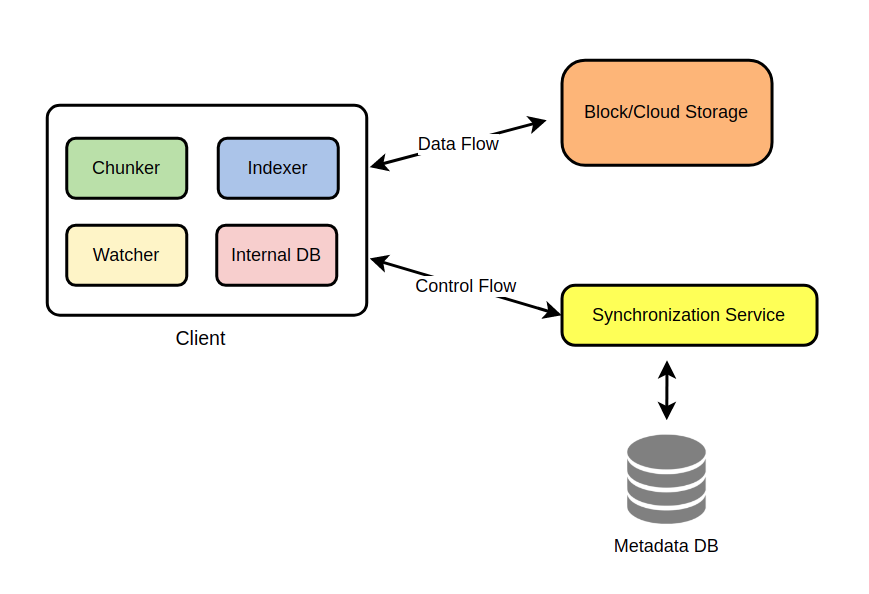 Block/Cloud Storage
Data Flow
Chunker
Indexer
Watcher
Internal DB
Control Flow
Synchronization Service
Client
Metadata DB